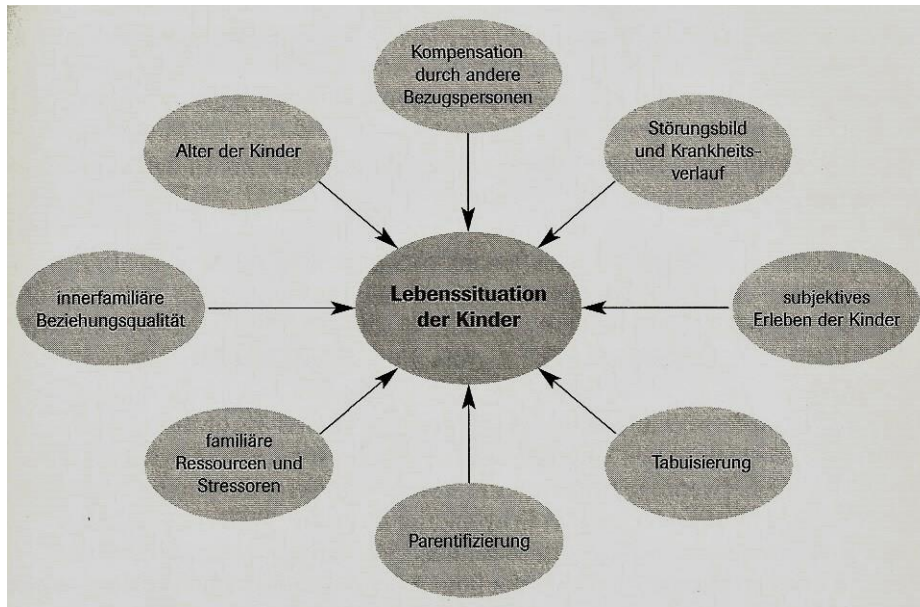 Kompensation
durch andere
Bezugspersonen
Alter der Kinder
Störungsbild
und Krankheits-
verlauf
innerfamiliäre
Beziehungsqualität
Lebenssituation
der Kinder
subjektives
Erleben der Kinder
familiäre
Ressourcen und
Stressoren
Tabuisierung
Parentifizierung